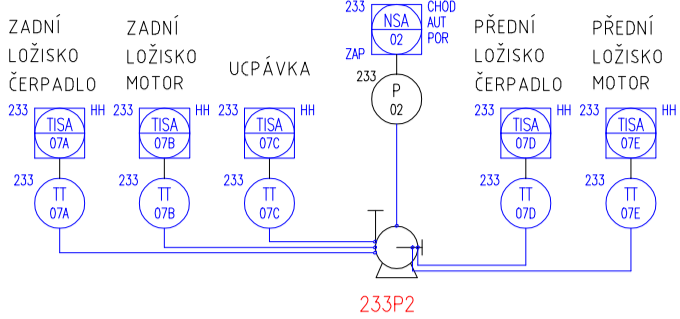 ZADNÍ
LOŽISKO
ČERPADLO
ZADNÍ
LOŽISKO
MOTOR
UCPÁVKA
233
NSA
02
CHOD
AUT
POR
ZAP
233
P
02
PŘEDNÍ
LOŽISKO
ČERPADLO
PŘEDNÍ
LOŽISKO
MOTOR
233
TISA
07A
HH
233
TISA
07B
HH
233
TISA
07C
HH
233
TISA
07D
HH
233
TISA
07E
HH
233
TT
07A
233
TT
07B
233
TT
07C
233
TT
07D
233
TT
07E
233P2